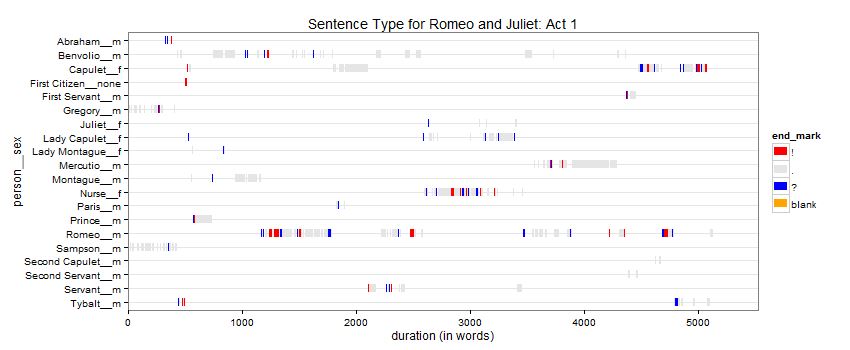 Sentence Type for Romeo and Juliet: Act 1
person__sex
Abraham__m
Benvolio__m
Capulet__f
First Citizen__none
First Servant__m
Gregory__m
Juliet__f
Lady Capulet__f
Lady Montague__f
Mercutio__m
Montague__m
Nurse__f
Paris__m
Prince__m
Romeo__m
Sampson__m
Second Capulet__m
Second Servant__m
Servant__m
Tybalt__m
0 1000 2000 3000 4000 5000
duration (in words)
end_mark
!
.
?
blank